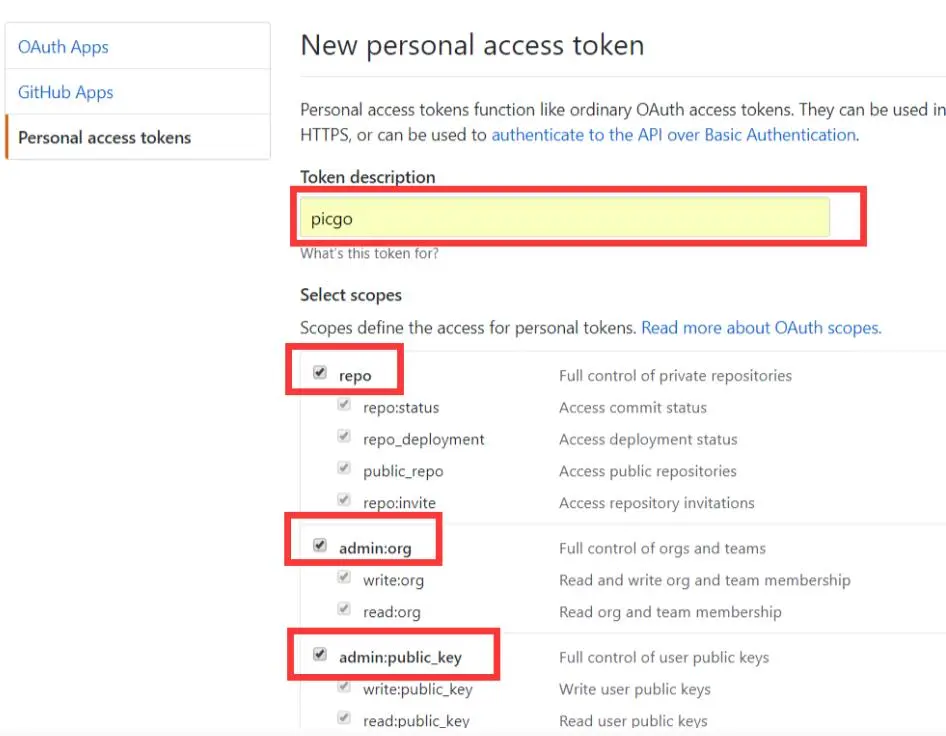 OAuth Apps
GitHub Apps
Personal access tokens
New personal access token
Personal access tokens function like ordinary OAuth access tokens. They can be used in
HTTPS, or can be used to authenticate to the API over Basic Authentication.
Token description
picgo
What's this token for?
Select scopes
Scopes define the access for personal tokens. Read more about OAuth scopes.
repo Full control of private repositories
repo:status Access commit status
repo_deployment Access deployment status
public_repo Access public repositories
repo:invite Access repository invitations
admin:org Full control of orgs and teams
write:org Read and write org and team membership
read:org Read org and team membership
admin:public_key Full control of user public keys
write:public_key Write user public keys
read:public_key Read user public keys